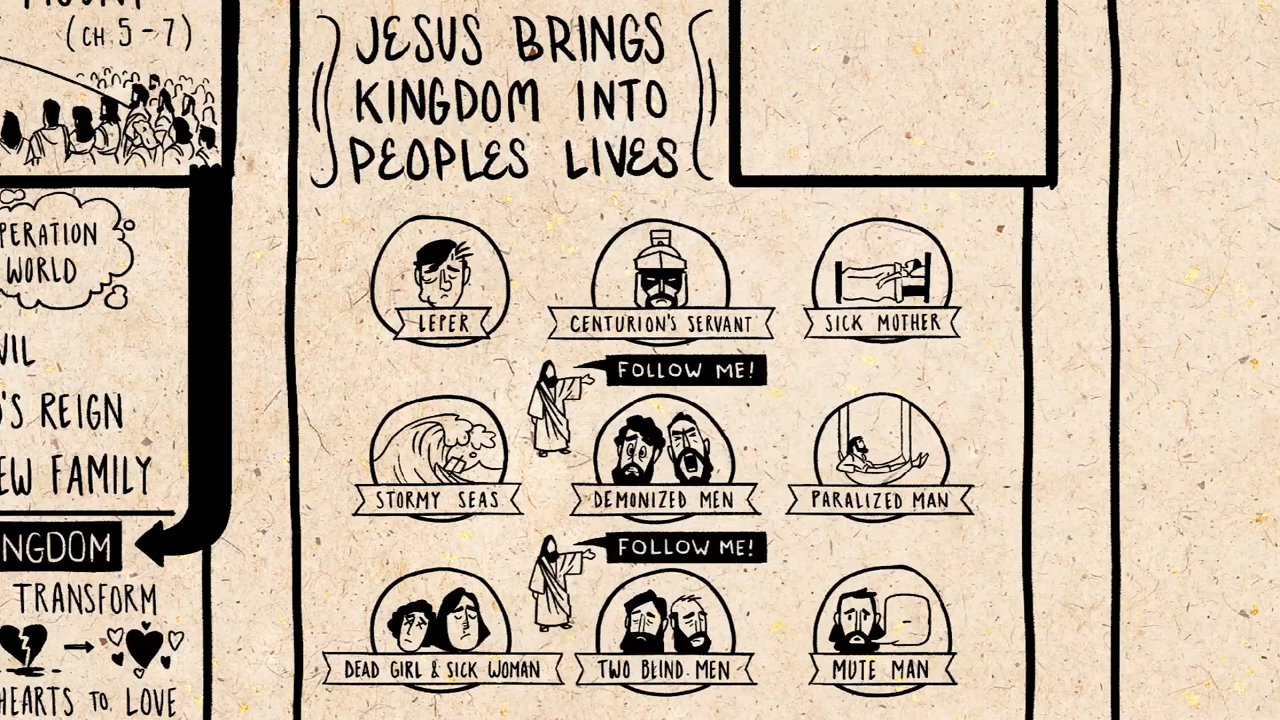 (CH 5-7)
PERATION
WORLD
VIL
'S REIGN
EW FAMILY
NGDOM
TRANSFORM
HEARTS TO LOVE
JESUS BRINGS
KINGDOM INTO
PEOPLES LIVES
LEPER
CENTURION'S SERVANT
SICK MOTHER
FOLLOW ME!
STORMY SEAS
DEMONIZED MEN
PARALIZED MAN
FOLLOW ME!
DEAD GIRL & SICK WOMAN
TWO BLIND MEN
MUTE MAN